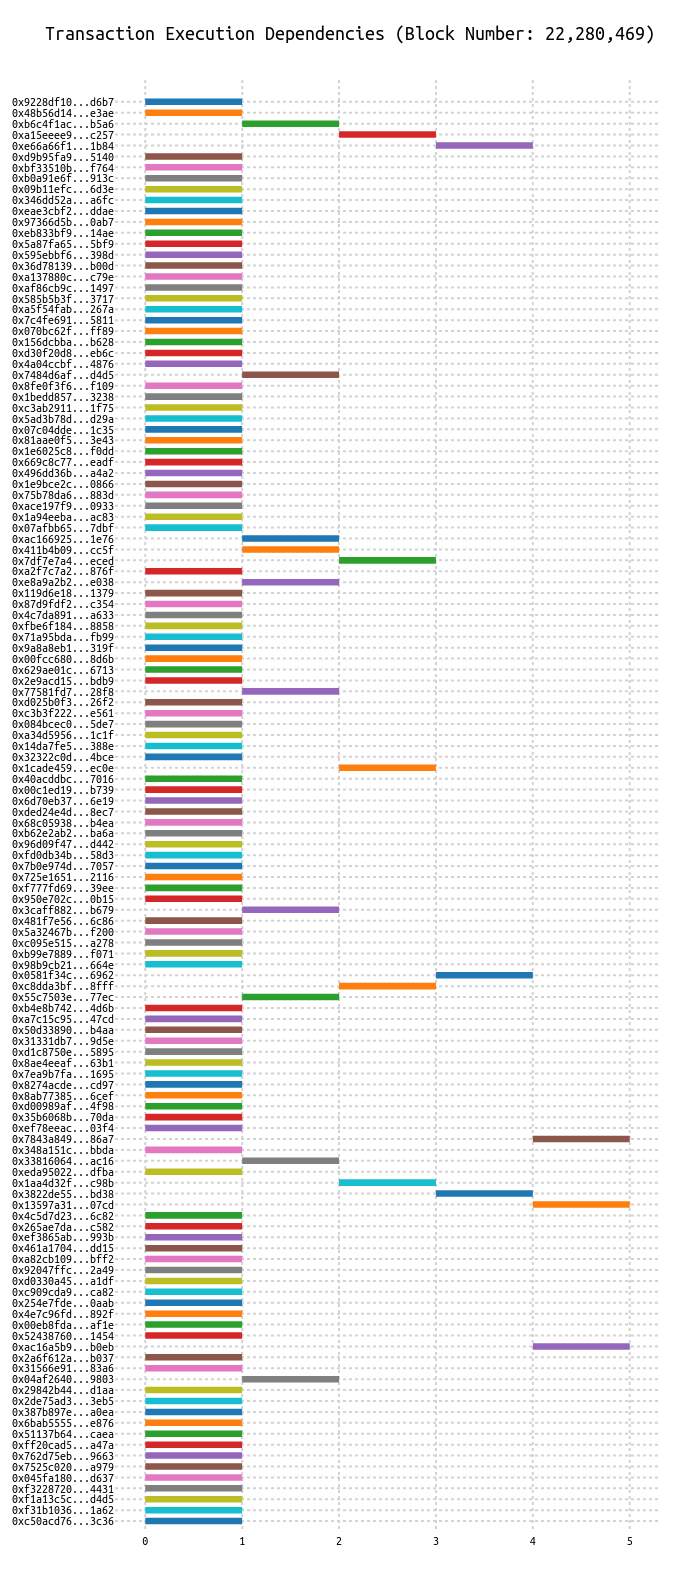 Transaction Execution Dependencies (Block Number: 22,280,469)
0x9228df10...d6b7
0x48b56d14...e3ae
0xb6c4f1ac...b5a6
0xa15eeee9...c257
0xe66a66f1...1b84
0xd9b95fa9...5140
0xbf33510b...f764
0xb0a91e6f...913c
0x09b11efc...6d3e
0x346dd52a...a6fc
0xeae3cbf2...ddae
0x97366d5b...0ab7
0xeb833bf9...14ae
0x5a87fa65...5bf9
0x595ebbf6...398d
0x36d78139...b00d
0xa137880c...c79e
0xaf86cb9c...1497
0x585b5b3f...3717
0xa5f54fab...267a
0x7c4fe691...5811
0x070bc62f...ff89
0x156dcbba...b628
0xd30f20d8...eb6c
0x4a04ccbf...4876
0x7484d6af...d4d5
0x8fe0f3f6...f109
0x1bedd857...3238
0xc3ab2911...1f75
0x5ad3b78d...d29a
0x07c04dde...1c35
0x81aae0f5...3e43
0x1e6025c8...f0dd
0x669c8c77...eadf
0x496dd36b...a4a2
0x1e9bce2c...0866
0x75b78da6...883d
0xace197f9...0933
0x1a94eeba...ac83
0x07afbb65...7dbf
0xac166925...1e76
0x411b4b09...cc5f
0x7df7e7a4...eced
0xa2f7c7a2...876f
0xe8a9a2b2...e038
0x119d6e18...1379
0x87d9fdf2...c354
0x4c7da891...a633
0xfbe6f184...8858
0x71a95bda...fb99
0x9a8a8eb1...319f
0x00fcc680...8d6b
0x629ae01c...6713
0x2e9acd15...bdb9
0x77581fd7...28f8
0xd025b0f3...26f2
0xc3b3f222...e561
0x084bcec0...5de7
0xa34d5956...1c1f
0x14da7fe5...388e
0x32322c0d...4bce
0x1cade459...ec0e
0x40acddbc...7016
0x00c1ed19...b739
0x6d70eb37...6e19
0xded24e4d...8ec7
0x68c05938...b4ea
0xb62e2ab2...ba6a
0x96d09f47...d442
0xfd0db34b...58d3
0x7b0e974d...7057
0x725e1651...2116
0xf777fd69...39ee
0x950e702c...0b15
0x3caff882...b679
0x481f7e56...6c86
0x5a32467b...f200
0xc095e515...a278
0xb99e7889...f071
0x98b9cb21...664e
0x0581f34c...6962
0xc8dda3bf...8fff
0x55c7503e...77ec
0xb4e8b742...4d6b
0xa7c15c95...47cd
0x50d33890...b4aa
0x31331db7...9d5e
0xd1c8750e...5895
0x8ae4eeaf...63b1
0x7ea9b7fa...1695
0x8274acde...cd97
0x8ab77385...6cef
0xd00989af...4f98
0x35b6068b...70da
0xef78eeac...03f4
0x7843a849...86a7
0x348a151c...bbda
0x33816064...ac16
0xeda95022...dfba
0x1aa4d32f...c98b
0x3822de55...bd38
0x13597a31...07cd
0x4c5d7d23...6c82
0x265ae7da...c582
0xef3865ab...993b
0x461a1704...dd15
0xa82cb109...bff2
0x92047ffc...2a49
0xd0330a45...a1df
0xc909cda9...ca82
0x254e7fde...0aab
0x4e7c96fd...892f
0x00eb8fda...af1e
0x52438760...1454
0xac16a5b9...b0eb
0x2a6f612a...b037
0x31566e91...83a6
0x04af2640...9803
0x29842b44...d1aa
0x2de75ad3...3eb5
0x387b897e...a0ea
0x6bab5555...e876
0x51137b64...caea
0xff20cad5...a47a
0x762d75eb...9663
0x7525c020...a979
0x045fa180...d637
0xf3228720...4431
0xf1a13c5c...d4d5
0xf31b1036...1a62
0xc50acd76...3c36
0 1 2 3 4 5